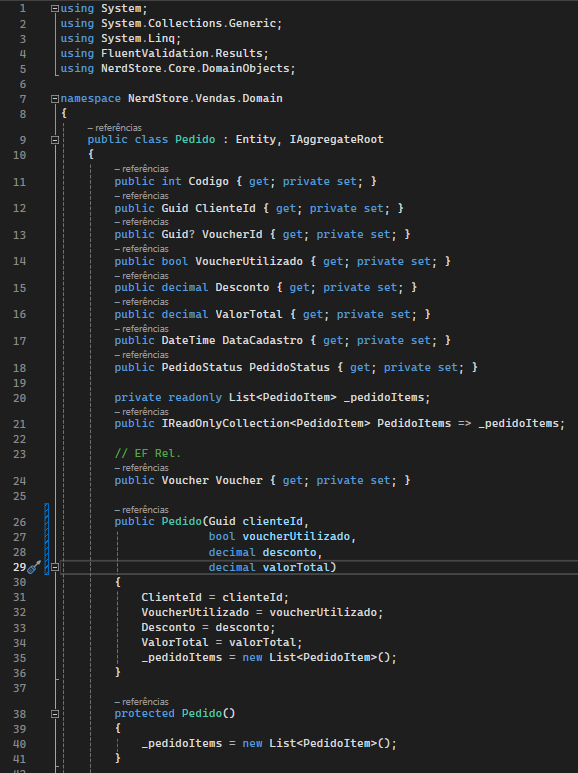 1 using System;
2 using System.Collections.Generic;
3 using System.Linq;
4 using FluentValidation.Results;
5 using NerdStore.Core.DomainObjects;
6
7 namespace NerdStore.Vendas.Domain
8 {
– referências
9 public class Pedido : Entity, IAggregateRoot
10 {
– referências
11 public int Codigo { get; private set; }
– referências
12 public Guid ClienteId { get; private set; }
– referências
13 public Guid? VoucherId { get; private set; }
– referências
14 public bool VoucherUtilizado { get; private set; }
– referências
15 public decimal Desconto { get; private set; }
– referências
16 public decimal ValorTotal { get; private set; }
– referências
17 public DateTime DataCadastro { get; private set; }
– referências
18 public PedidoStatus PedidoStatus { get; private set; }
19
20 private readonly List<PedidoItem> _pedidoItems;
– referências
21 public IReadOnlyCollection<PedidoItem> PedidoItems => _pedidoItems;
22
23 // EF Rel.
– referências
24 public Voucher Voucher { get; private set; }
25
– referências
26 public Pedido(Guid clienteId,
27 bool voucherUtilizado,
28 decimal desconto,
29 decimal valorTotal)
30 {
31 ClienteId = clienteId;
32 VoucherUtilizado = voucherUtilizado;
33 Desconto = desconto;
34 ValorTotal = valorTotal;
35 _pedidoItems = new List<PedidoItem>();
36 }
37
– referências
38 protected Pedido()
39 {
40 _pedidoItems = new List<PedidoItem>();
41 }